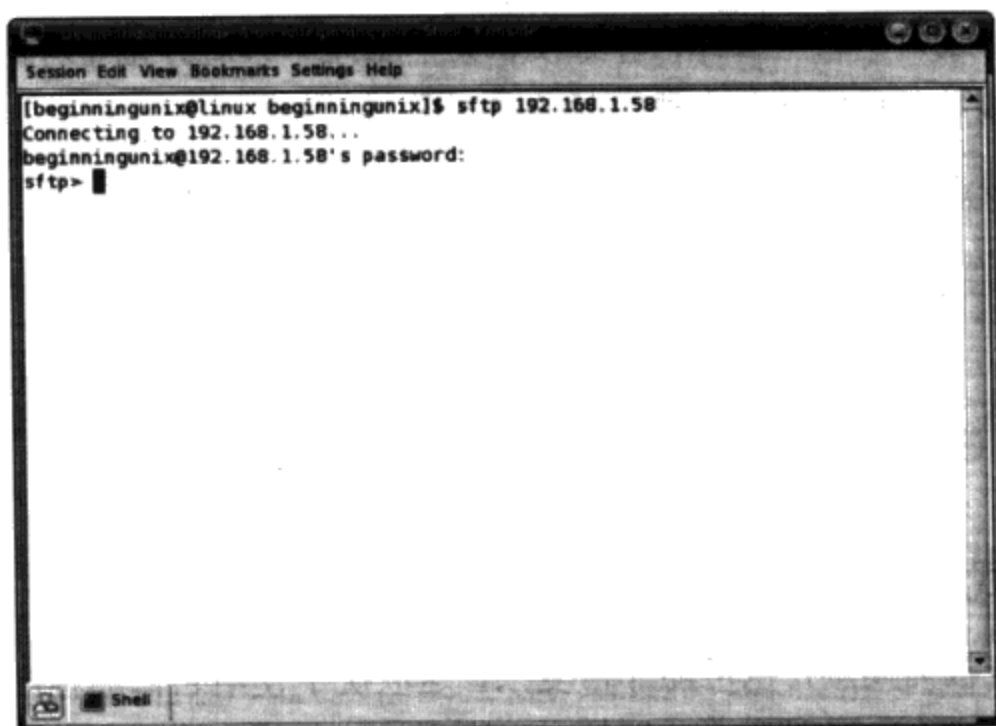 Session Edit View Bookmarks Settings Help
[beginningunix@linux beginningunix]$ sftp 192.168.1.58
Connecting to 192.168.1.58...
beginningunix@192.168.1.58's password:
sftp>
Shell